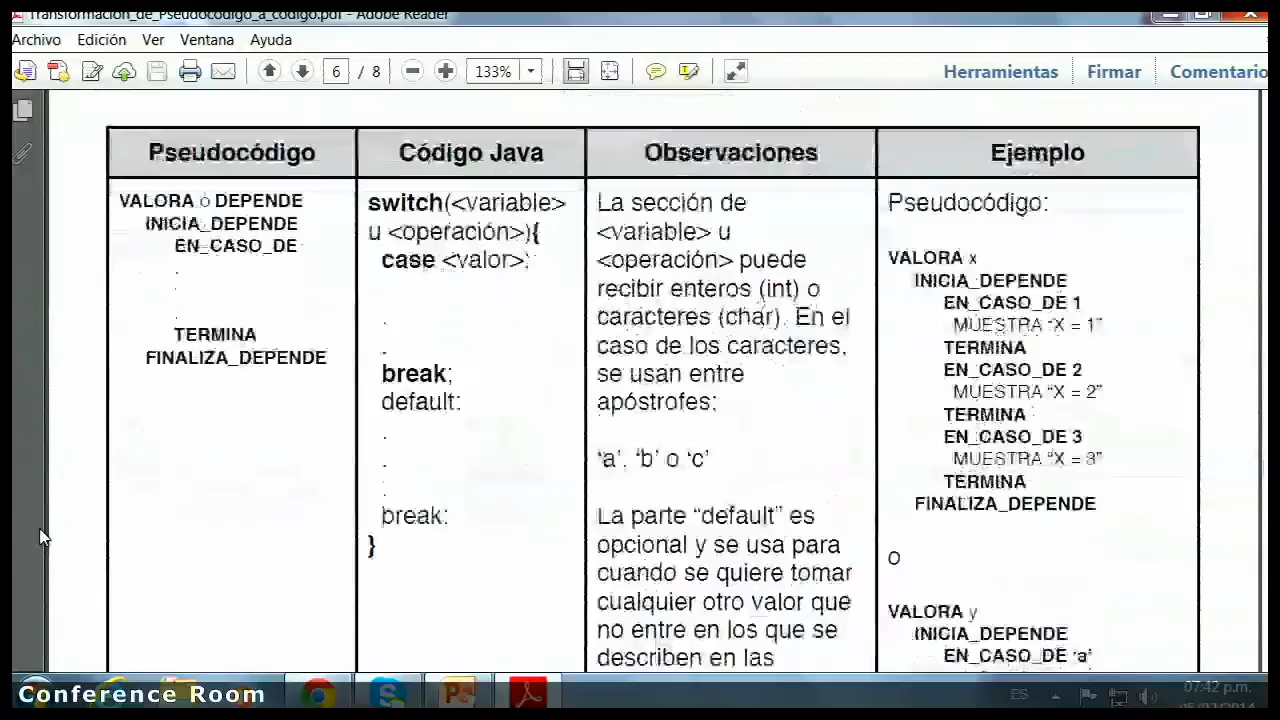 Transformación_de_Pseudocódigo_a_código.pdf - Adobe Reader
Archivo Edición Ver Ventana Ayuda
6 / 8 133% Herramientas Firmar Comentario
Pseudocódigo
VALORA ó DEPENDE
INICIA_DEPENDE
EN_CASO_DE
.
.
.
TERMINA
FINALIZA_DEPENDE
Código Java
switch(<variable>
u <operación>){
case <valor>:
.
.
break;
default:
.
.
.
break:
}
Observaciones
La sección de
<variable> u
<operación> puede
recibir enteros (int) o
caracteres (char). En el
caso de los caracteres,
se usan entre
apóstrofes:
‘a’, ‘b’ o ‘c’
La parte “default” es
opcional y se usa para
cuando se quiere tomar
cualquier otro valor que
no entre en los que se
describen en las
Ejemplo
Pseudocódigo:
VALORA x
INICIA_DEPENDE
EN_CASO_DE 1
MUESTRA “X = 1”
TERMINA
EN_CASO_DE 2
MUESTRA “X = 2”
TERMINA
EN_CASO_DE 3
MUESTRA “X = 3”
TERMINA
FINALIZA_DEPENDE
O
VALORA y
INICIA_DEPENDE
EN_CASO_DE ‘a’
Conference Room
ES 07:42 p.m.